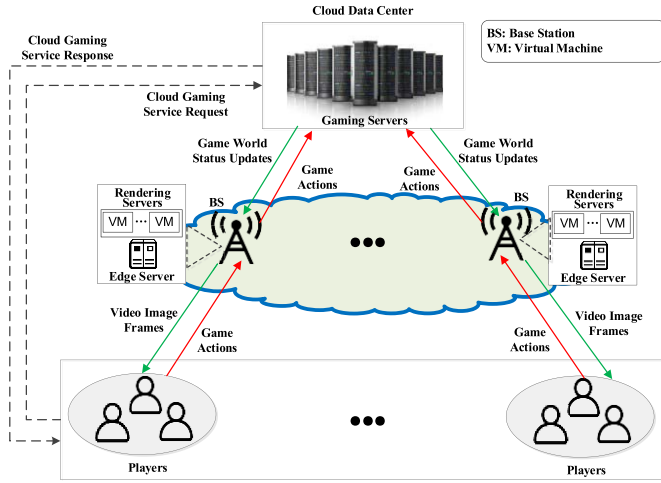 Cloud Data Center
BS: Base Station
VM: Virtual Machine
Cloud Gaming
Service Response
Cloud Gaming
Service Request
Gaming Servers
Game World
Status Updates
Game
Actions
Game World
Status Updates
Game
Actions
Rendering
Servers
VM ... VM
Edge Server
BS
BS
Rendering
Servers
VM ... VM
Edge Server
Video Image
Frames
Game
Actions
Game
Actions
Video Image
Frames
Players
Players